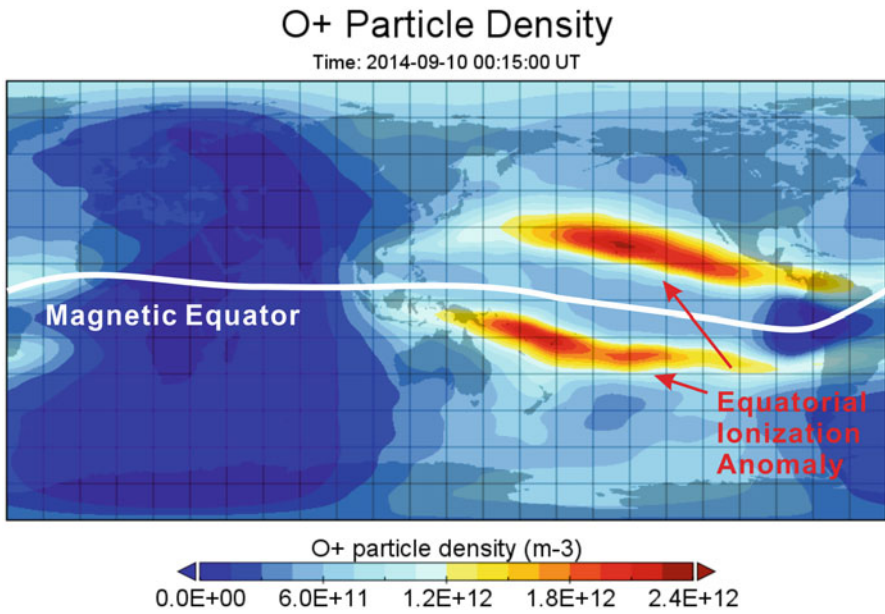 O+ Particle Density
Time: 2014-09-10 00:15:00 UT
Magnetic Equator
Equatorial
Ionization
Anomaly
O+ particle density (m-3)
0.0E+00 6.0E+11 1.2E+12 1.8E+12 2.4E+12